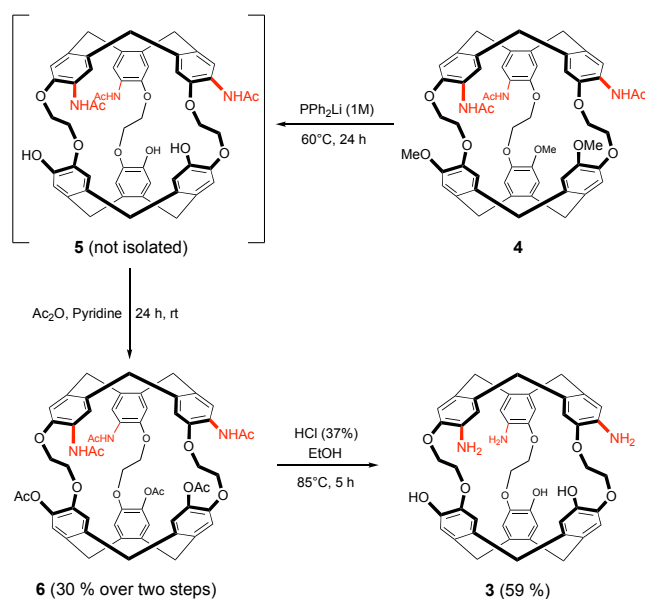 AcHN
NHAc
NHAc
O
O
O
O
O
O
HO
OH
HO
5 (not isolated)
PPh2Li (1M)
60°C, 24 h
AcHN
NHAc
NHAc
O
O
O
O
O
O
MeO
OMe
OMe
4
Ac2O, Pyridine
24 h, rt
AcHN
NHAc
NHAc
O
O
O
O
O
O
AcO
OAc
OAc
6 (30 % over two steps)
HCl (37%)
EtOH
85°C, 5 h
H2N
NH2
NH2
O
O
O
O
O
O
HO
OH
HO
3 (59 %)